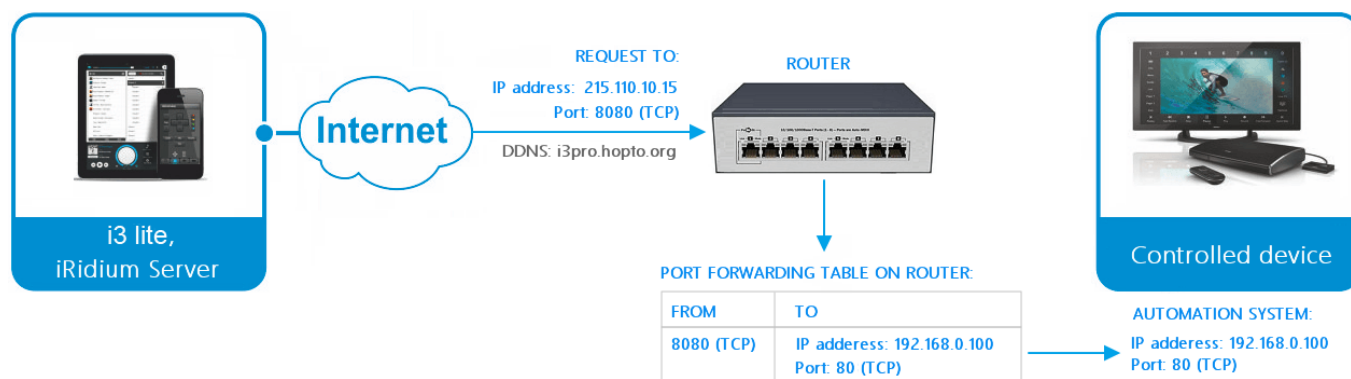 i3 lite,
iRidium Server
Internet
REQUEST TO:
IP address: 215.110.10.15
Port: 8080 (TCP)
DDNS: i3pro.hopto.org
ROUTER
PORT FORWARDING TABLE ON ROUTER:
FROM TO
8080 (TCP) IP adderess: 192.168.0.100
Port: 80 (TCP)
Controlled device
AUTOMATION SYSTEM:
IP adderess: 192.168.0.100
Port: 80 (TCP)